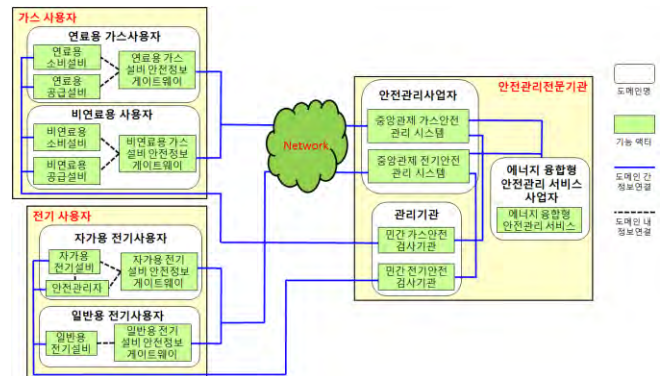 가스 사용자
연료용 가스사용자
연료용
소비설비
연료용
공급설비
연료용 가스
설비 안전정보
게이트웨이
비연료용 사용자
비연료용
소비설비
비연료용
공급설비
비연료용 가스
설비 안전정보
게이트웨이
전기 사용자
자가용 전기사용자
자가용
전기설비
안전관리자
자가용 전기
설비 안전정보
게이트웨이
일반용 전기사용자
일반용
전기설비
일반용 전기
설비 안전정보
게이트웨이
Network
안전관리전문기관
안전관리사업자
중앙관제 가스안전
관리 시스템
중앙관제 전기안전
관리 시스템
관리기관
민간 가스안전
검사기관
민간 전기안전
검사기관
에너지 융합형
안전관리 서비스
사업자
에너지 융합형
안전관리 서비스
도메인명
기능 액터
도메인 간
정보연결
도메인 내
정보연결